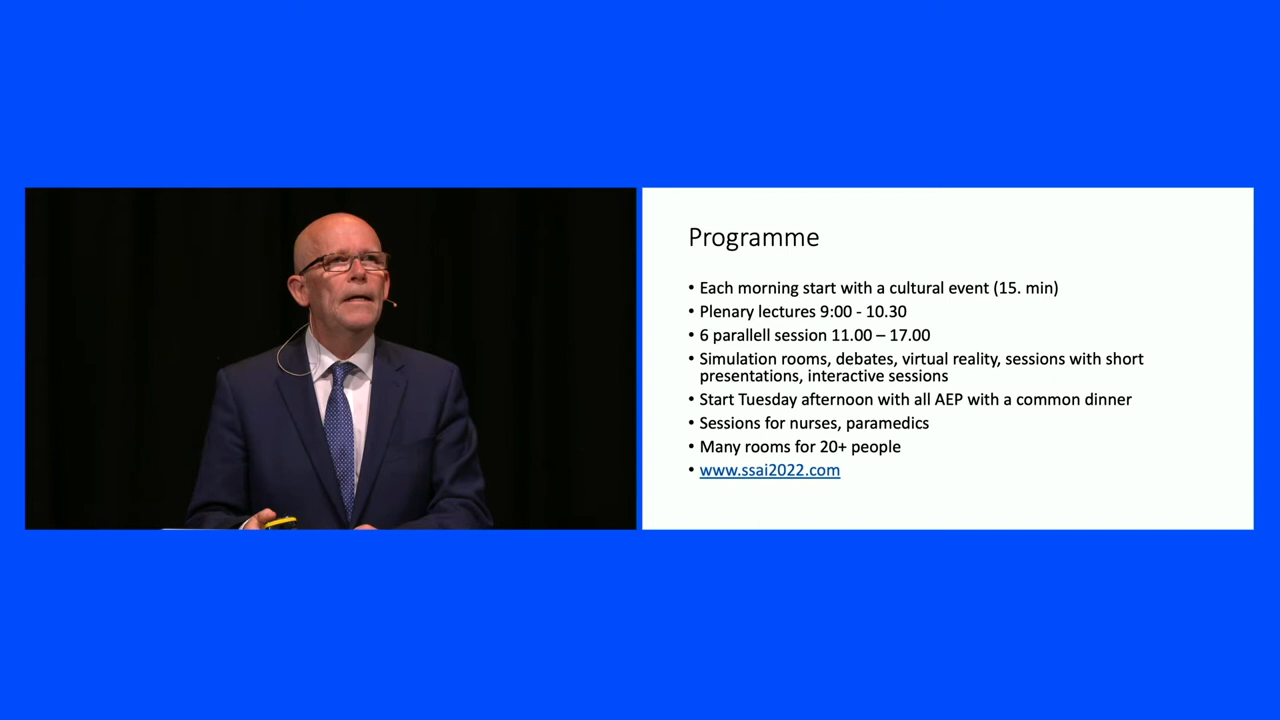 Programme
• Each morning start with a cultural event (15. min)
• Plenary lectures 9:00 - 10.30
• 6 parallell session 11.00 – 17.00
• Simulation rooms, debates, virtual reality, sessions with short
presentations, interactive sessions
• Start Tuesday afternoon with all AEP with a common dinner
• Sessions for nurses, paramedics
• Many rooms for 20+ people
• www.ssai2022.com